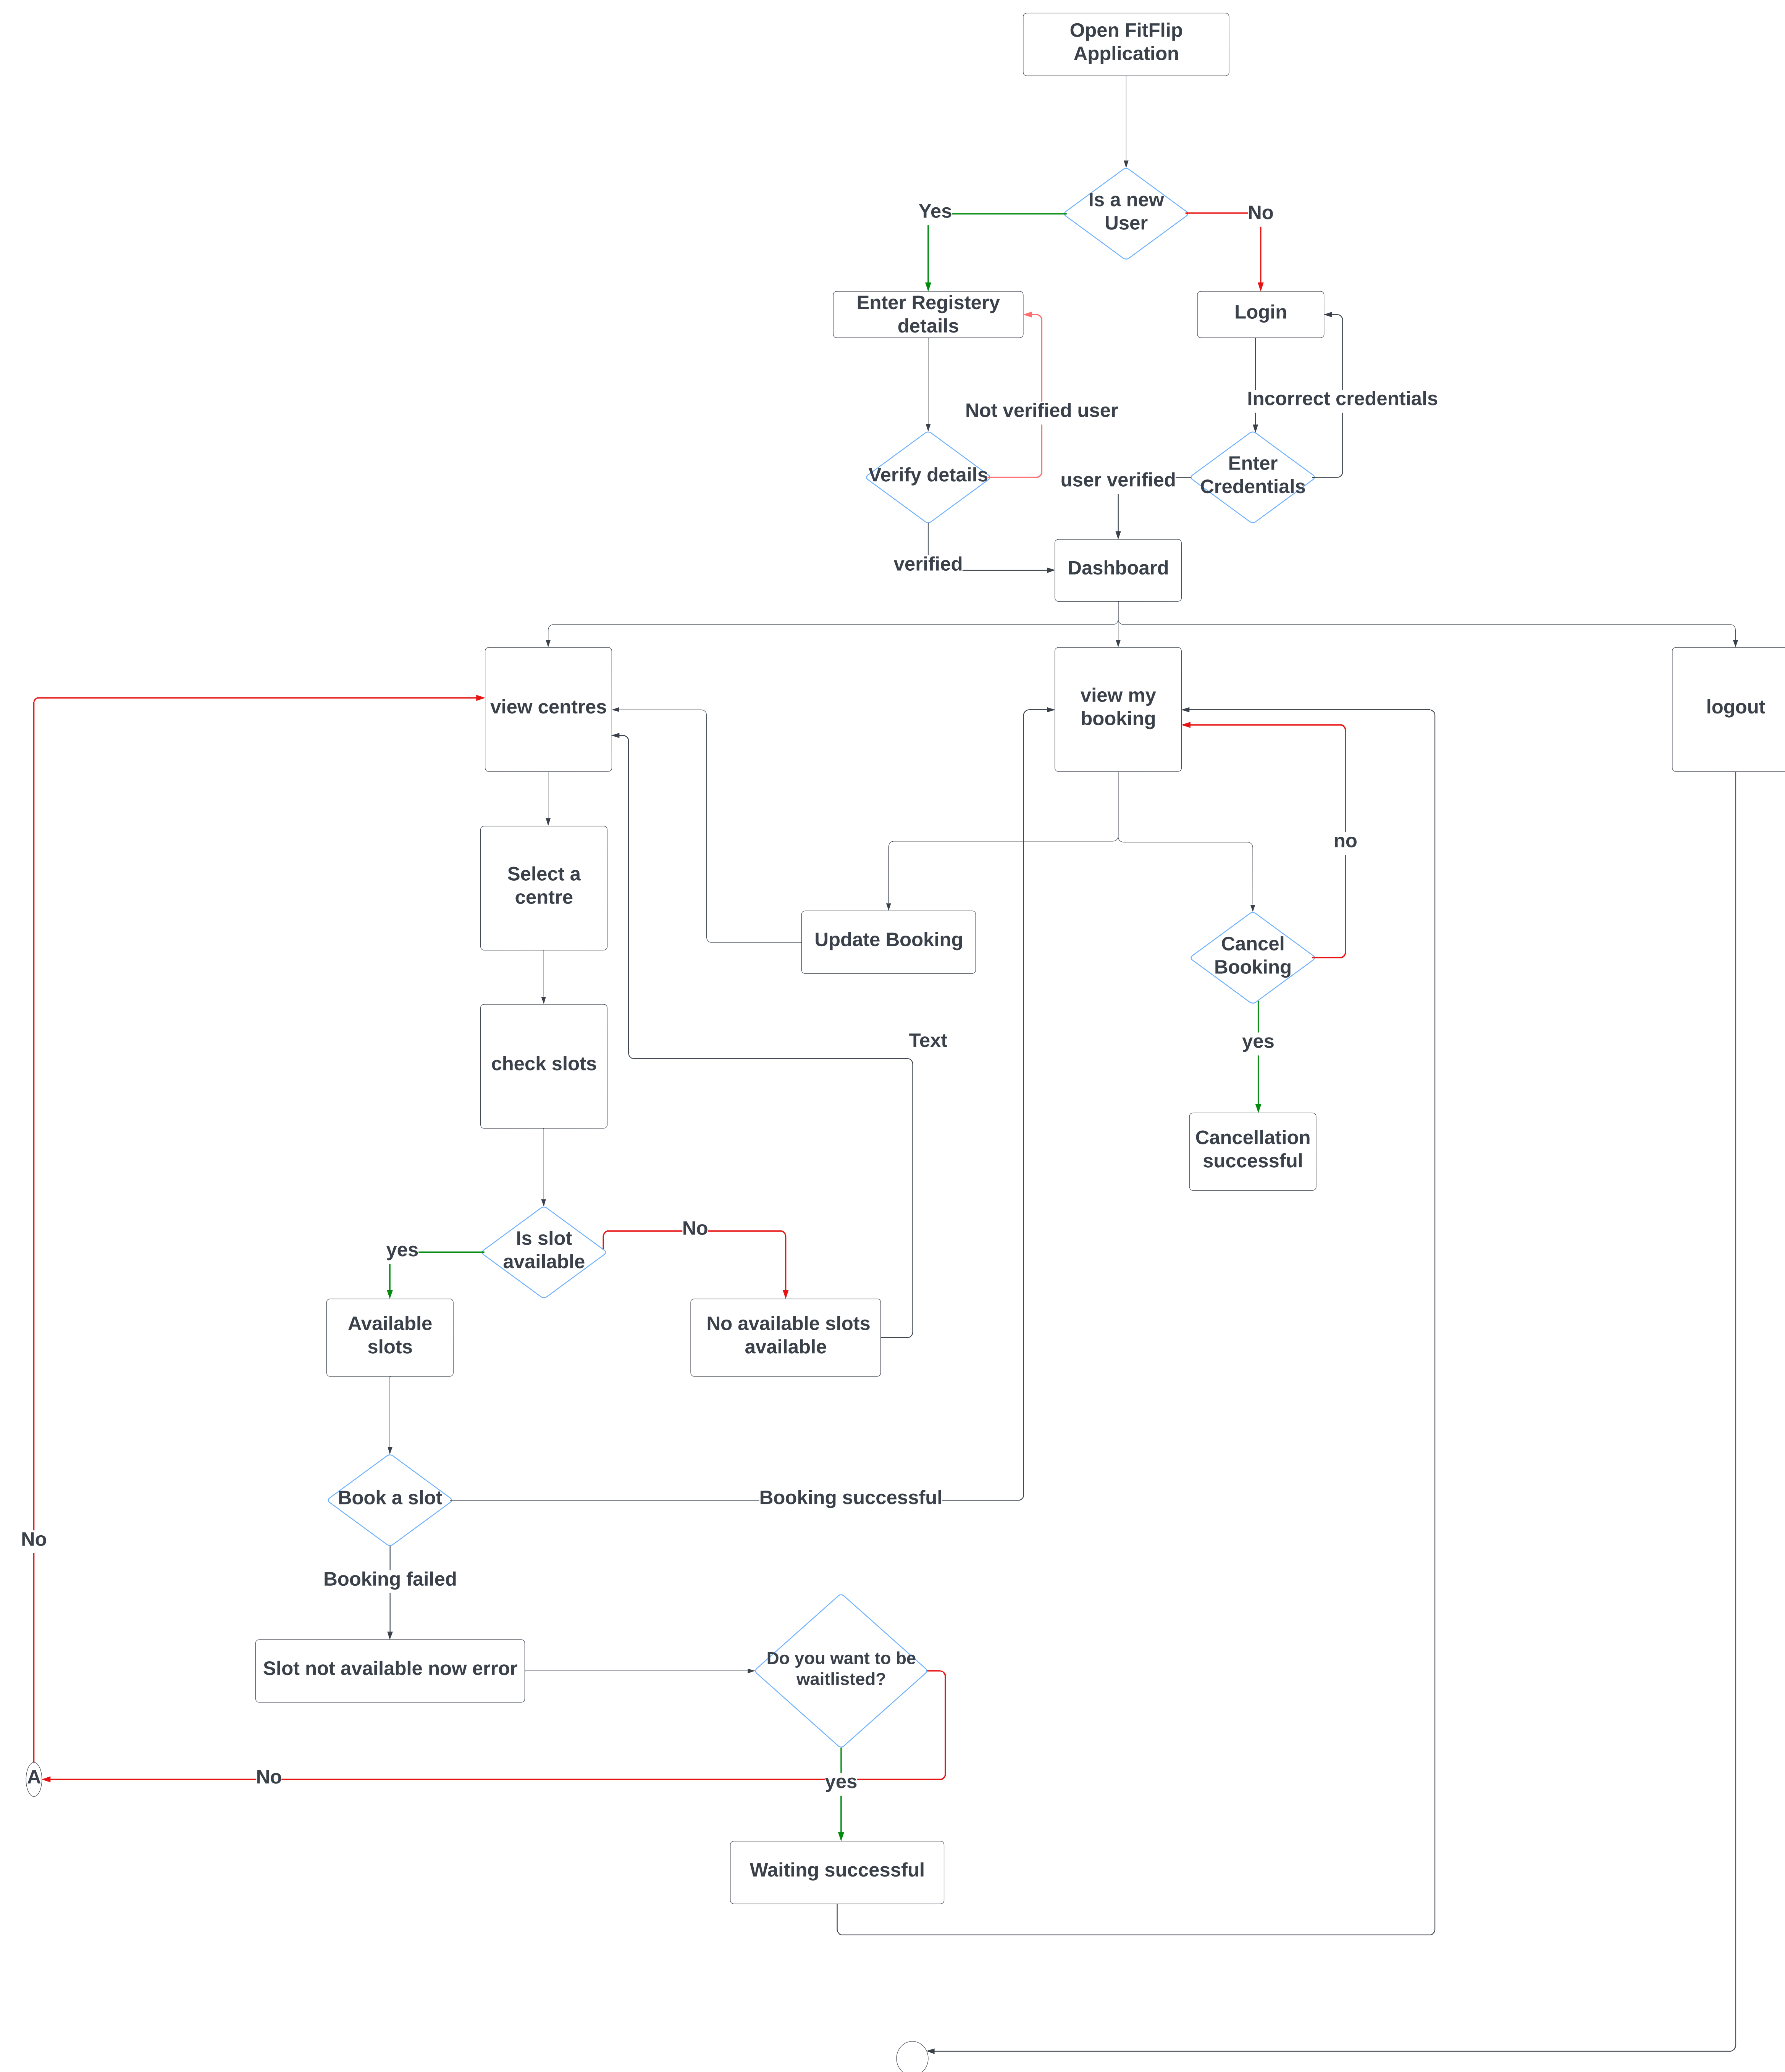 Open FitFlip
Application
Is a new
User
Yes
No
Enter Registery
details
Login
Incorrect credentials
Not verified user
Verify details
Enter
Credentials
user verified
verified
Dashboard
view centres
view my
booking
logout
no
Select a
centre
Update Booking
Cancel
Booking
Text
yes
check slots
Cancellation
successful
Is slot
available
No
yes
Available
slots
No available slots
available
Book a slot
Booking successful
No
Booking failed
Slot not available now error
Do you want to be
waitlisted?
A
No
yes
Waiting successful